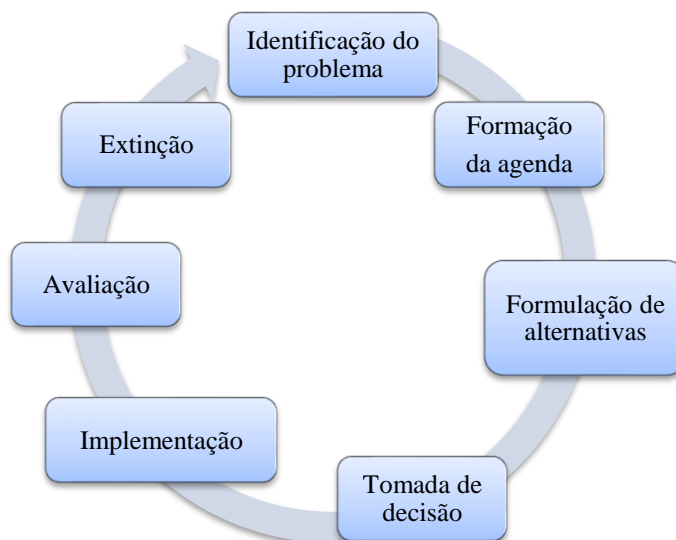 Identificação do
problema
Formação
da agenda
Formulação de
alternativas
Tomada de
decisão
Implementação
Avaliação
Extinção